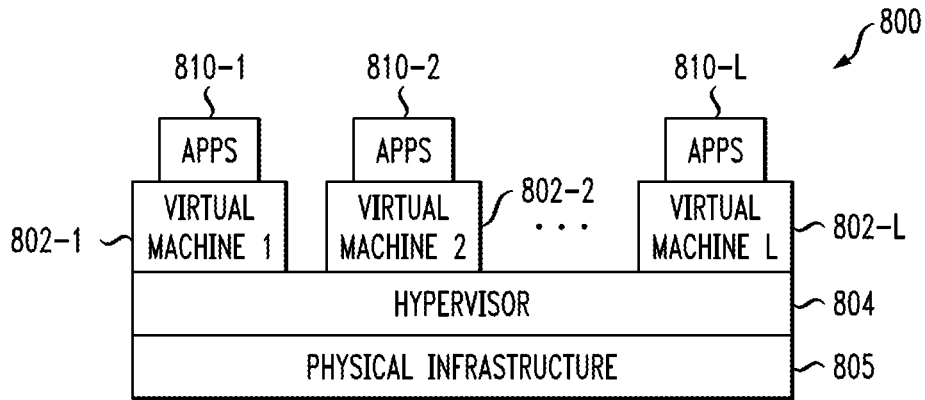 800
810-1
810-2
810-L
APPS
APPS
APPS
802-1
VIRTUAL
MACHINE 1
VIRTUAL
MACHINE 2
802-2
. . .
VIRTUAL
MACHINE L
802-L
HYPERVISOR
804
PHYSICAL INFRASTRUCTURE
805